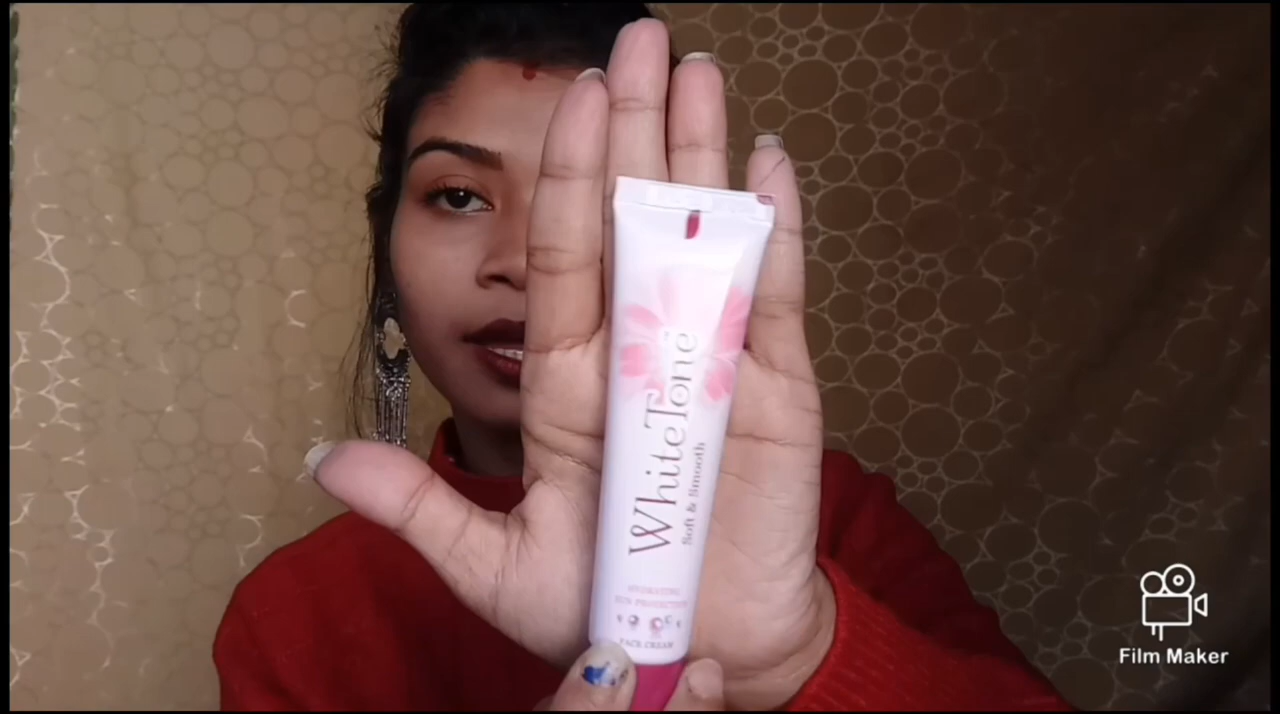 WhiteTone
Soft & Smooth
HYDRATING
SUN PROTECTION
FACE CREAM
Film Maker